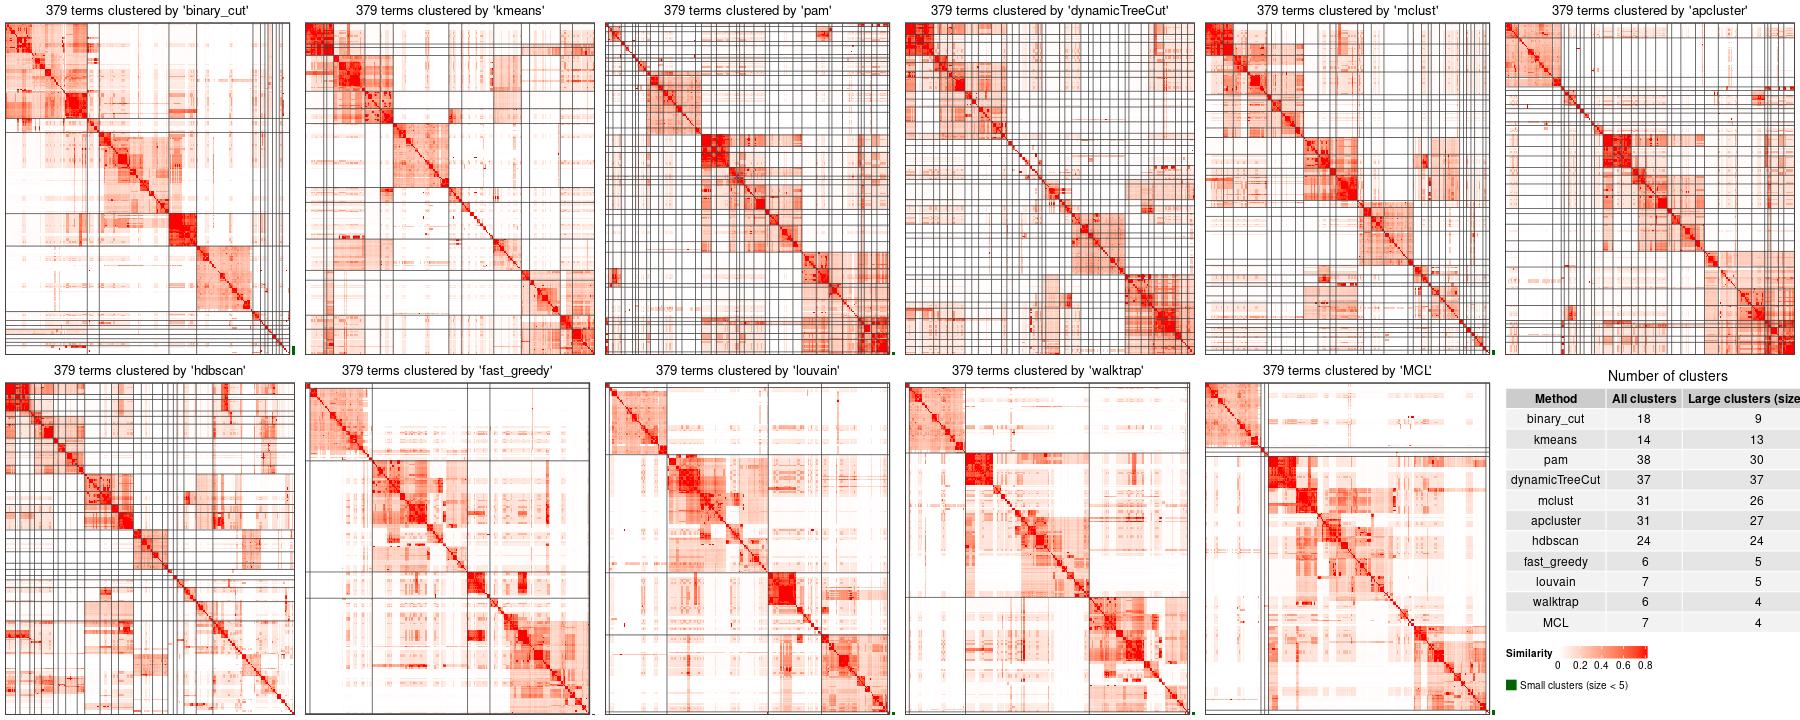 379 terms clustered by 'binary_cut'
379 terms clustered by 'kmeans'
379 terms clustered by 'pam'
379 terms clustered by 'dynamicTreeCut'
379 terms clustered by 'mclust'
379 terms clustered by 'apcluster'
379 terms clustered by 'hdbscan'
379 terms clustered by 'fast_greedy'
379 terms clustered by 'louvain'
379 terms clustered by 'walktrap'
379 terms clustered by 'MCL'
Number of clusters
Method All clusters Large clusters (size
binary_cut 18 9
kmeans 14 13
pam 38 30
dynamicTreeCut 37 37
mclust 31 26
apcluster 31 27
hdbscan 24 24
fast_greedy 6 5
louvain 7 5
walktrap 6 4
MCL 7 4
Similarity
0 0.2 0.4 0.6 0.8
Small clusters (size < 5)